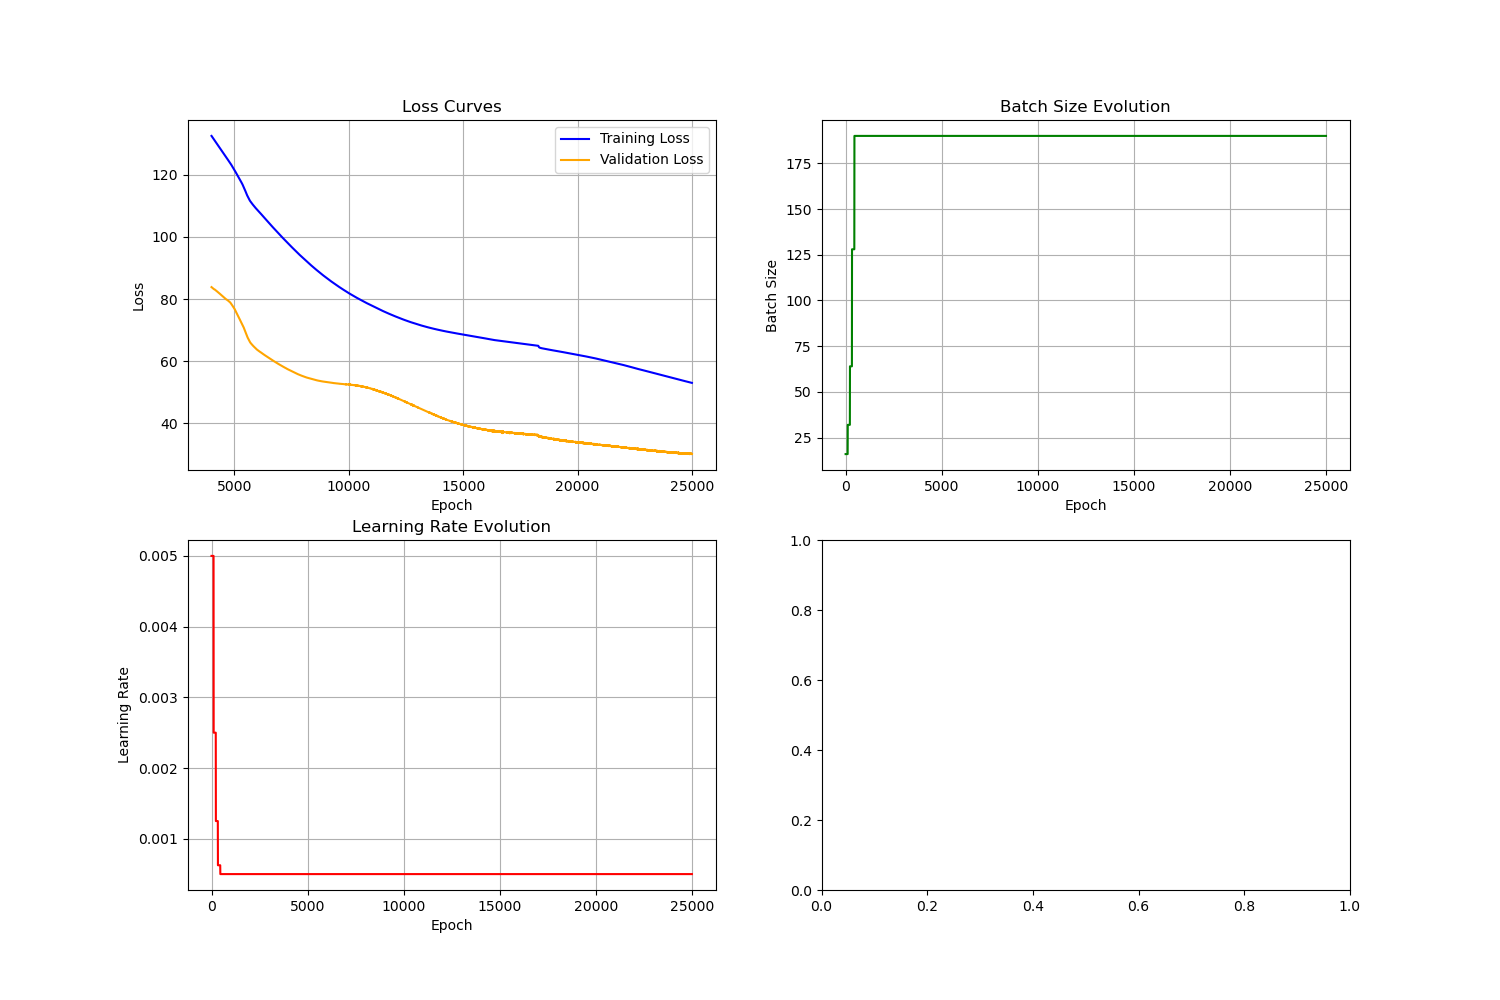 Loss Curves
Training Loss
Validation Loss
120
100
80
60
40
Loss
5000 10000 15000 20000 25000
Epoch
Batch Size Evolution
175
150
125
100
75
50
25
Batch Size
0 5000 10000 15000 20000 25000
Epoch
Learning Rate Evolution
0.005
0.004
0.003
0.002
0.001
Learning Rate
0 5000 10000 15000 20000 25000
Epoch
1.0
0.8
0.6
0.4
0.2
0.0
0.0 0.2 0.4 0.6 0.8 1.0